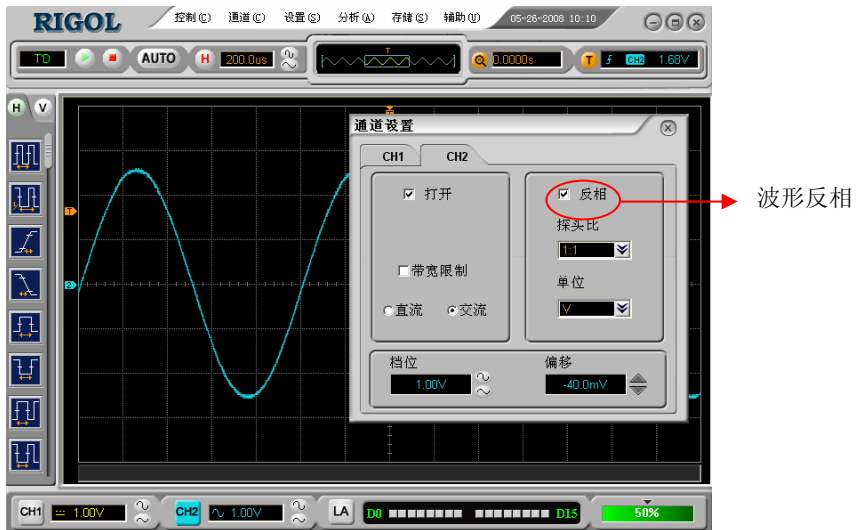 RIGOL 控制(C) 通道(C) 设置(S) 分析(A) 存储(S) 辅助(U) 05-26-2008 10:10
T'D AUTO H 200.0us T 0.0000s T CH2 1.68V
H V
通道设置
CH1 CH2
打开 反相 波形反相
探头比
1:1
带宽限制
单位
直流 交流 V
档位 偏移
1.00V -40.0mV
T
2
CH1 1.00V CH2 1.00V LA D0 D15 50%